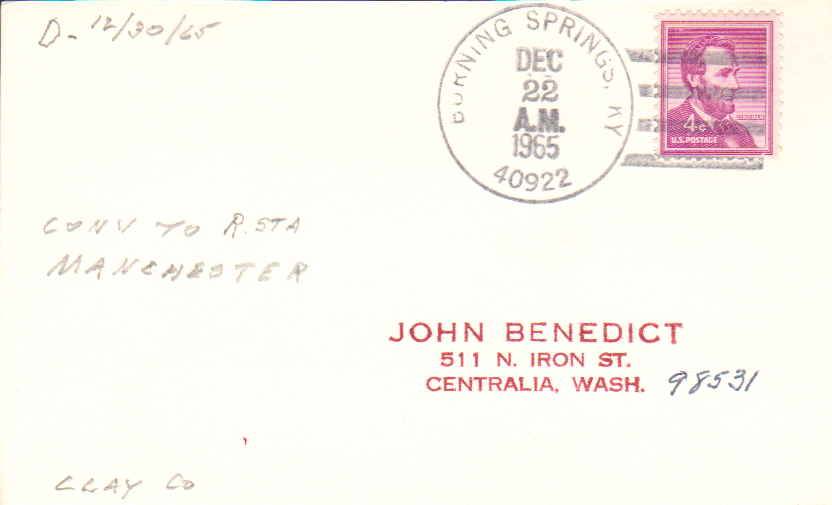 D- 12/30/65
BURNING SPRINGS, KY
DEC
22
A.M.
1965
40922
LINCOLN
4¢
U.S. POSTAGE
CONV TO R. STA
MANCHESTER
JOHN BENEDICT
511 N. IRON ST.
CENTRALIA, WASH. 98531
CLAY CO